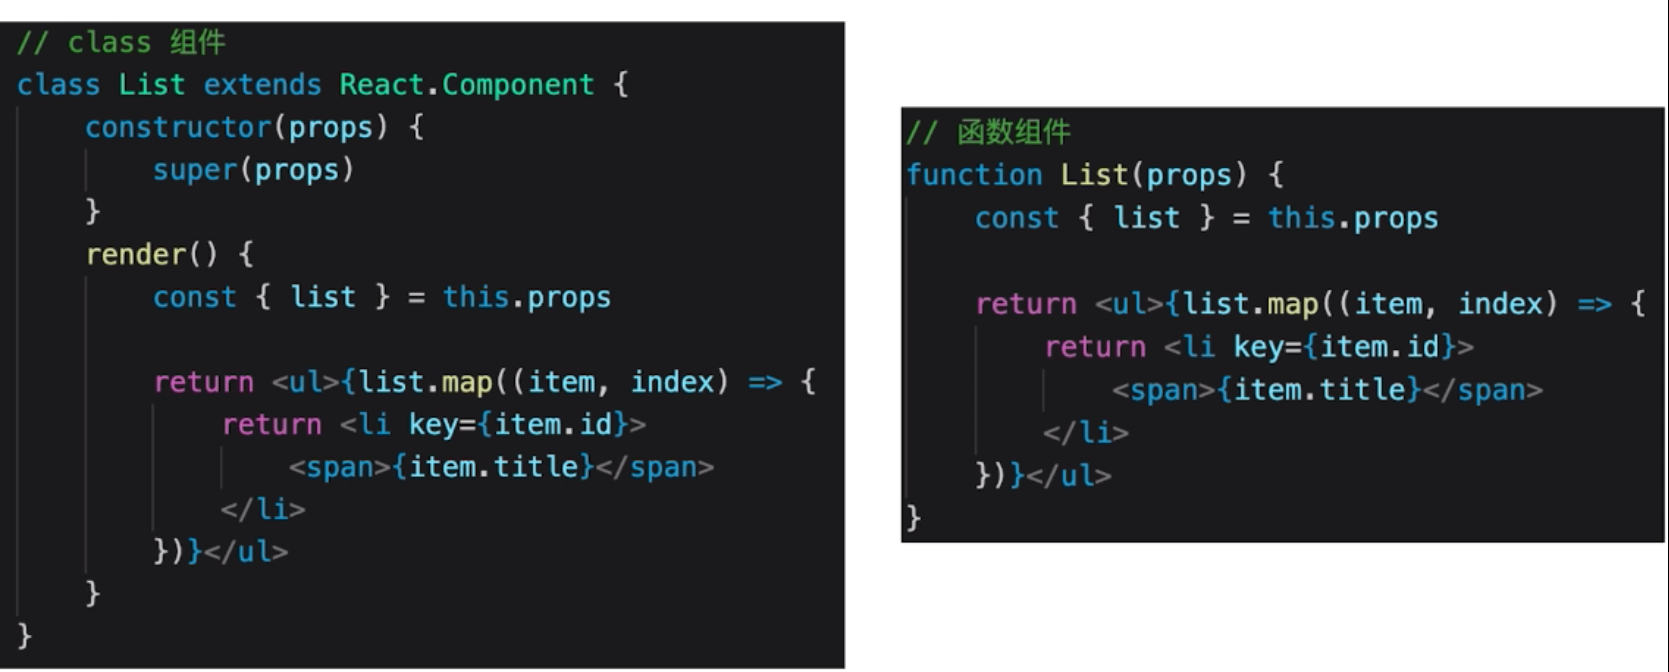 // class 组件
class List extends React.Component {
    constructor(props) {
        super(props)
    }
    render() {
        const { list } = this.props

        return <ul>{list.map((item, index) => {
            return <li key={item.id}>
                <span>{item.title}</span>
            </li>
        })}</ul>
    }
}
// 函数组件
function List(props) {
    const { list } = this.props

    return <ul>{list.map((item, index) => {
        return <li key={item.id}>
            <span>{item.title}</span>
        </li>
    })}</ul>
}